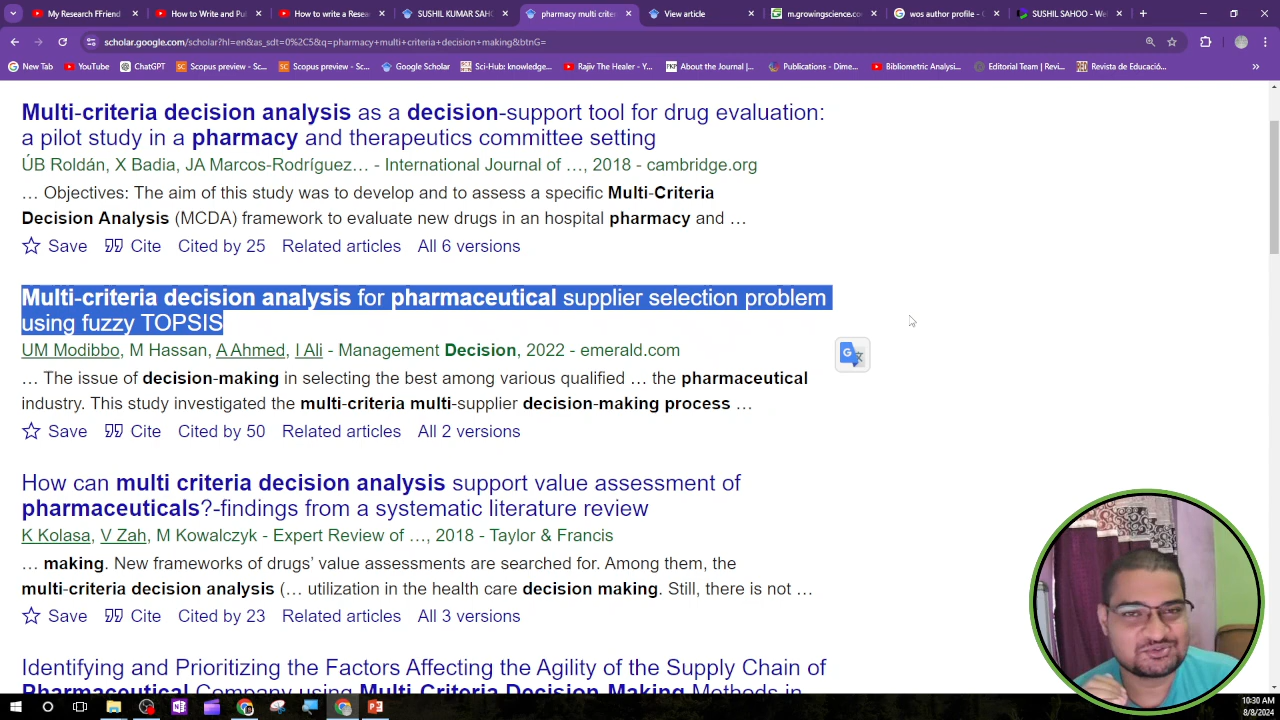 My Research FFriend
How to Write and Pu
How to write a Rese
SUSHIL KUMAR SAHO
pharmacy multi crite
View article
m.growingscience.c
wos author profile - G
SUSHIL SAHOO - We
scholar.google.com/scholar?hl=en&as_sdt=0%2C5&q=pharmacy+multi+criteria+decision+making&btnG=
New Tab
YouTube
ChatGPT
Scopus preview - Sc...
Scopus preview - Sc...
Google Scholar
Sci-Hub: knowledge...
Rajiv The Healer - Y...
About the Journal |...
Publications - Dime...
Bibliometric Analysi...
Editorial Team | Revi...
Revista de Educació...
Multi-criteria decision analysis as a decision-support tool for drug evaluation:
a pilot study in a pharmacy and therapeutics committee setting
ÚB Roldán, X Badia, JA Marcos-Rodríguez… - International Journal of …, 2018 - cambridge.org
… Objectives: The aim of this study was to develop and to assess a specific Multi-Criteria
Decision Analysis (MCDA) framework to evaluate new drugs in an hospital pharmacy and …
Save Cite Cited by 25 Related articles All 6 versions
Multi-criteria decision analysis for pharmaceutical supplier selection problem
using fuzzy TOPSIS
UM Modibbo, M Hassan, A Ahmed, I Ali - Management Decision, 2022 - emerald.com
… The issue of decision-making in selecting the best among various qualified … the pharmaceutical
industry. This study investigated the multi-criteria multi-supplier decision-making process …
Save Cite Cited by 50 Related articles All 2 versions
How can multi criteria decision analysis support value assessment of
pharmaceuticals?-findings from a systematic literature review
K Kolasa, V Zah, M Kowalczyk - Expert Review of …, 2018 - Taylor & Francis
… making. New frameworks of drugs' value assessments are searched for. Among them, the
multi-criteria decision analysis (… utilization in the health care decision making. Still, there is not …
Save Cite Cited by 23 Related articles All 3 versions
Identifying and Prioritizing the Factors Affecting the Agility of the Supply Chain of
Pharmaceutical Company using Multi-Criteria Decision-Making Methods in
10:30 AM
8/8/2024